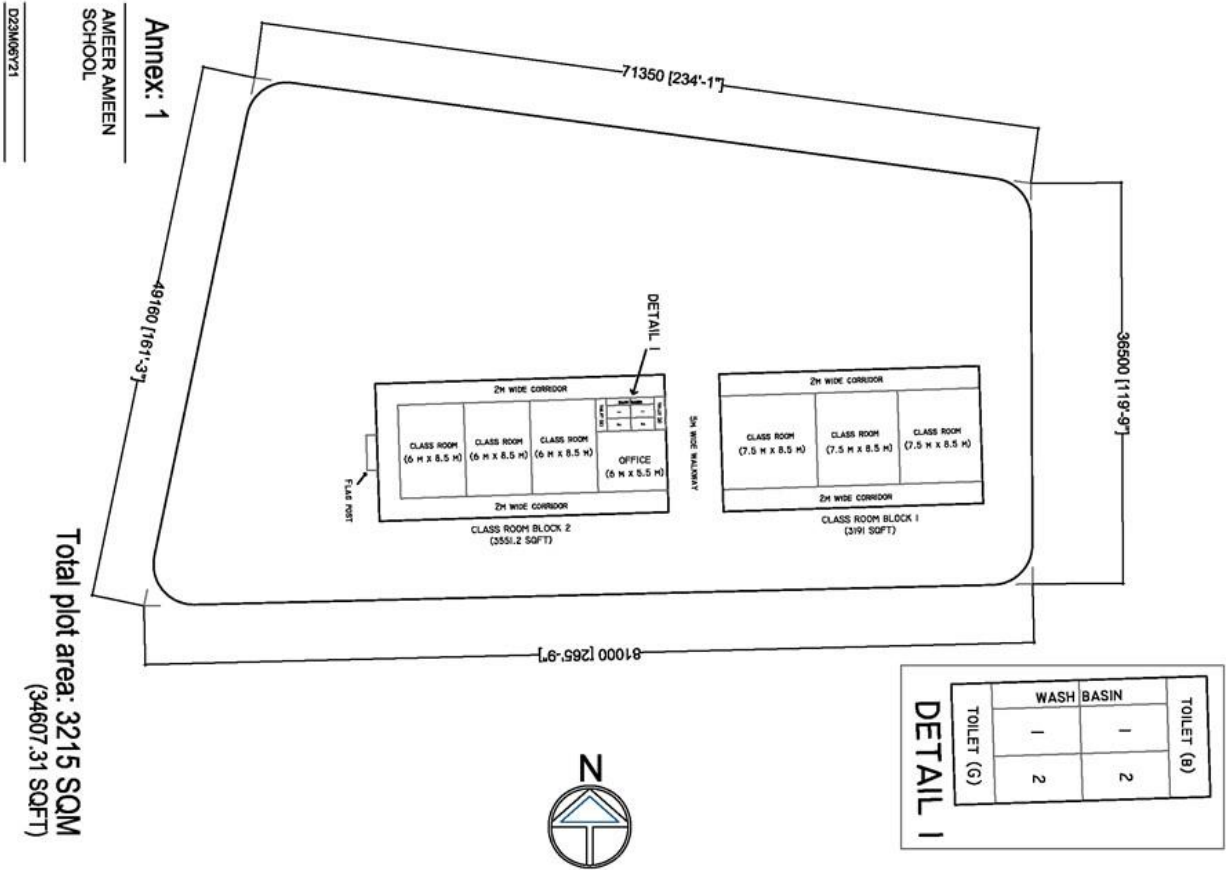 Annex: 1
AMEER AMEEN
SCHOOL
D23M06Y21
71350 [234'-1"]
36500 [119'-9"]
49160 [161'-3"]
81000 [265'-9"]
DETAIL 1
2M WIDE CORRIDOR
CLASS ROOM
(6 M X 8.5 M)
CLASS ROOM
(6 M X 8.5 M)
CLASS ROOM
(6 M X 8.5 M)
OFFICE
(6 M X 5.5 M)
2M WIDE CORRIDOR
FLAG POST
CLASS ROOM BLOCK 2
(3551.2 SQFT)
5M WIDE WALKWAY
2M WIDE CORRIDOR
CLASS ROOM
(7.5 M X 8.5 M)
CLASS ROOM
(7.5 M X 8.5 M)
CLASS ROOM
(7.5 M X 8.5 M)
2M WIDE CORRIDOR
CLASS ROOM BLOCK 1
(3191 SQFT)
Total plot area: 3215 SQM
(34607.31 SQFT)
N
DETAIL 1
TOILET (G)
WASH BASIN
1
1
2
2
TOILET (B)